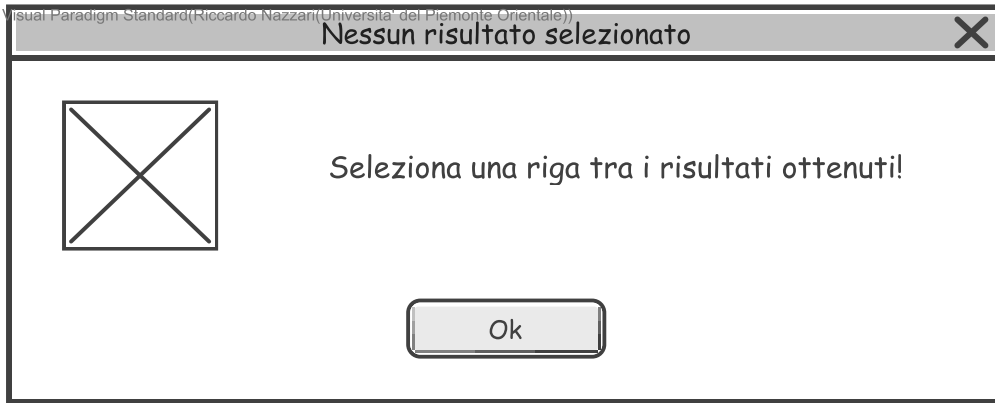 Visual Paradigm Standard(Riccardo Nazzari(Universita' del Piemonte Orientale))
Nessun risultato selezionato
Seleziona una riga tra i risultati ottenuti!
Ok